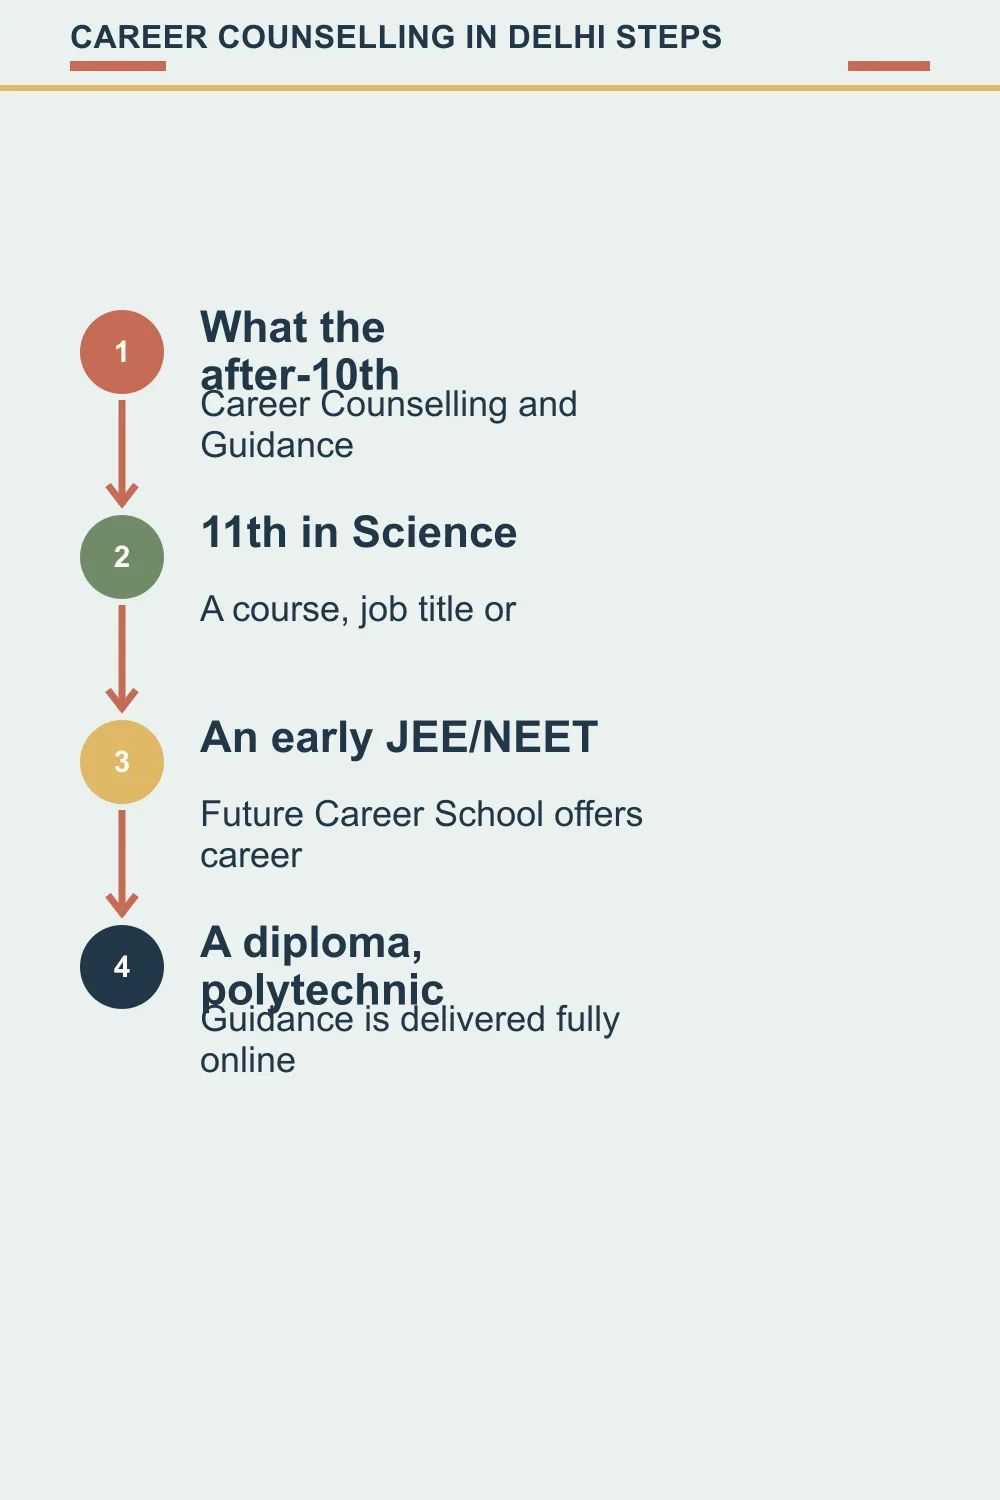 CAREER COUNSELLING IN DELHI STEPS
1
What the
after-10th
Career Counselling and
Guidance
2
11th in Science
A course, job title or
3
An early JEE/NEET
Future Career School offers
career
4
A diploma,
polytechnic
Guidance is delivered fully
online